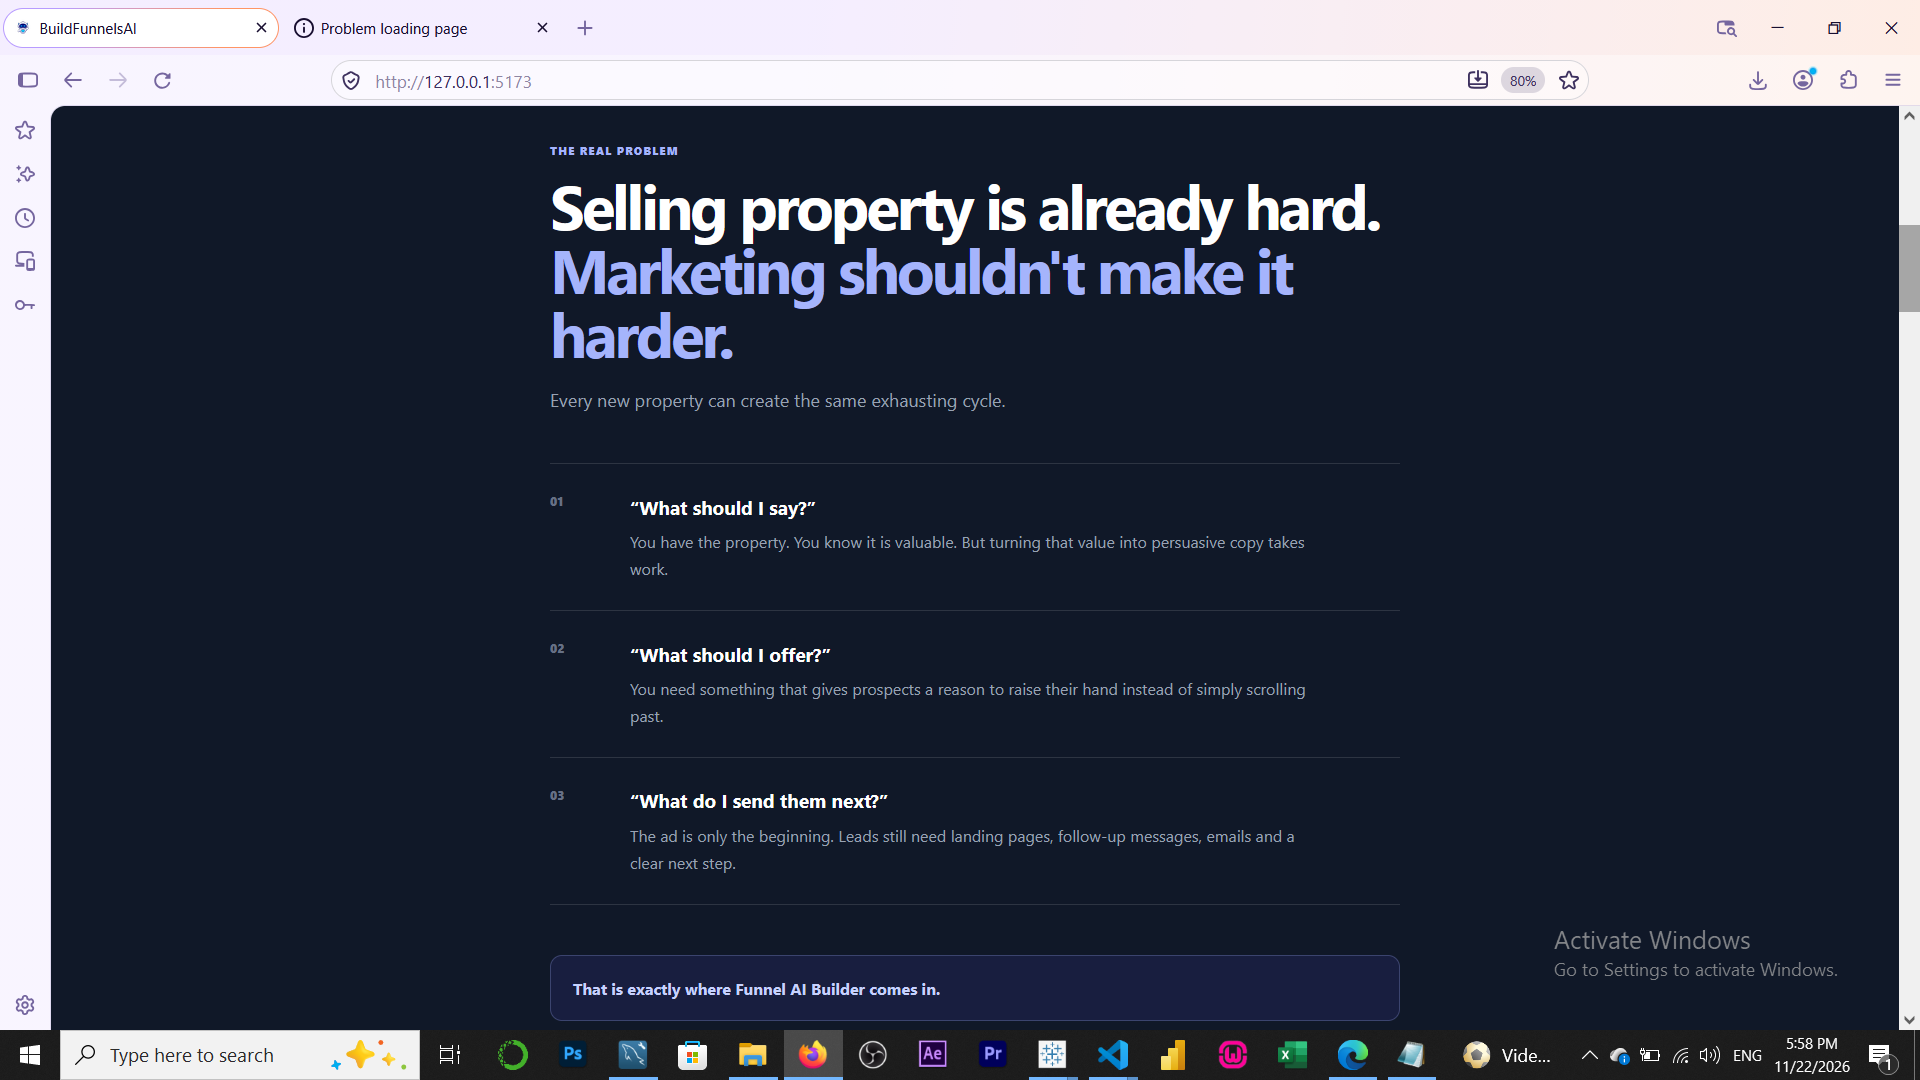 BuildFunnelsAI
Problem loading page
http://127.0.0.1:5173
80%
THE REAL PROBLEM
Selling property is already hard.
Marketing shouldn't make it
harder.
Every new property can create the same exhausting cycle.
01
“What should I say?”
You have the property. You know it is valuable. But turning that value into persuasive copy takes
work.
02
“What should I offer?”
You need something that gives prospects a reason to raise their hand instead of simply scrolling
past.
03
“What do I send them next?”
The ad is only the beginning. Leads still need landing pages, follow-up messages, emails and a
clear next step.
That is exactly where Funnel AI Builder comes in.
Activate Windows
Go to Settings to activate Windows.
Type here to search
Ps
Ae
Pr
Vide...
ENG
5:58 PM
11/22/2026
1